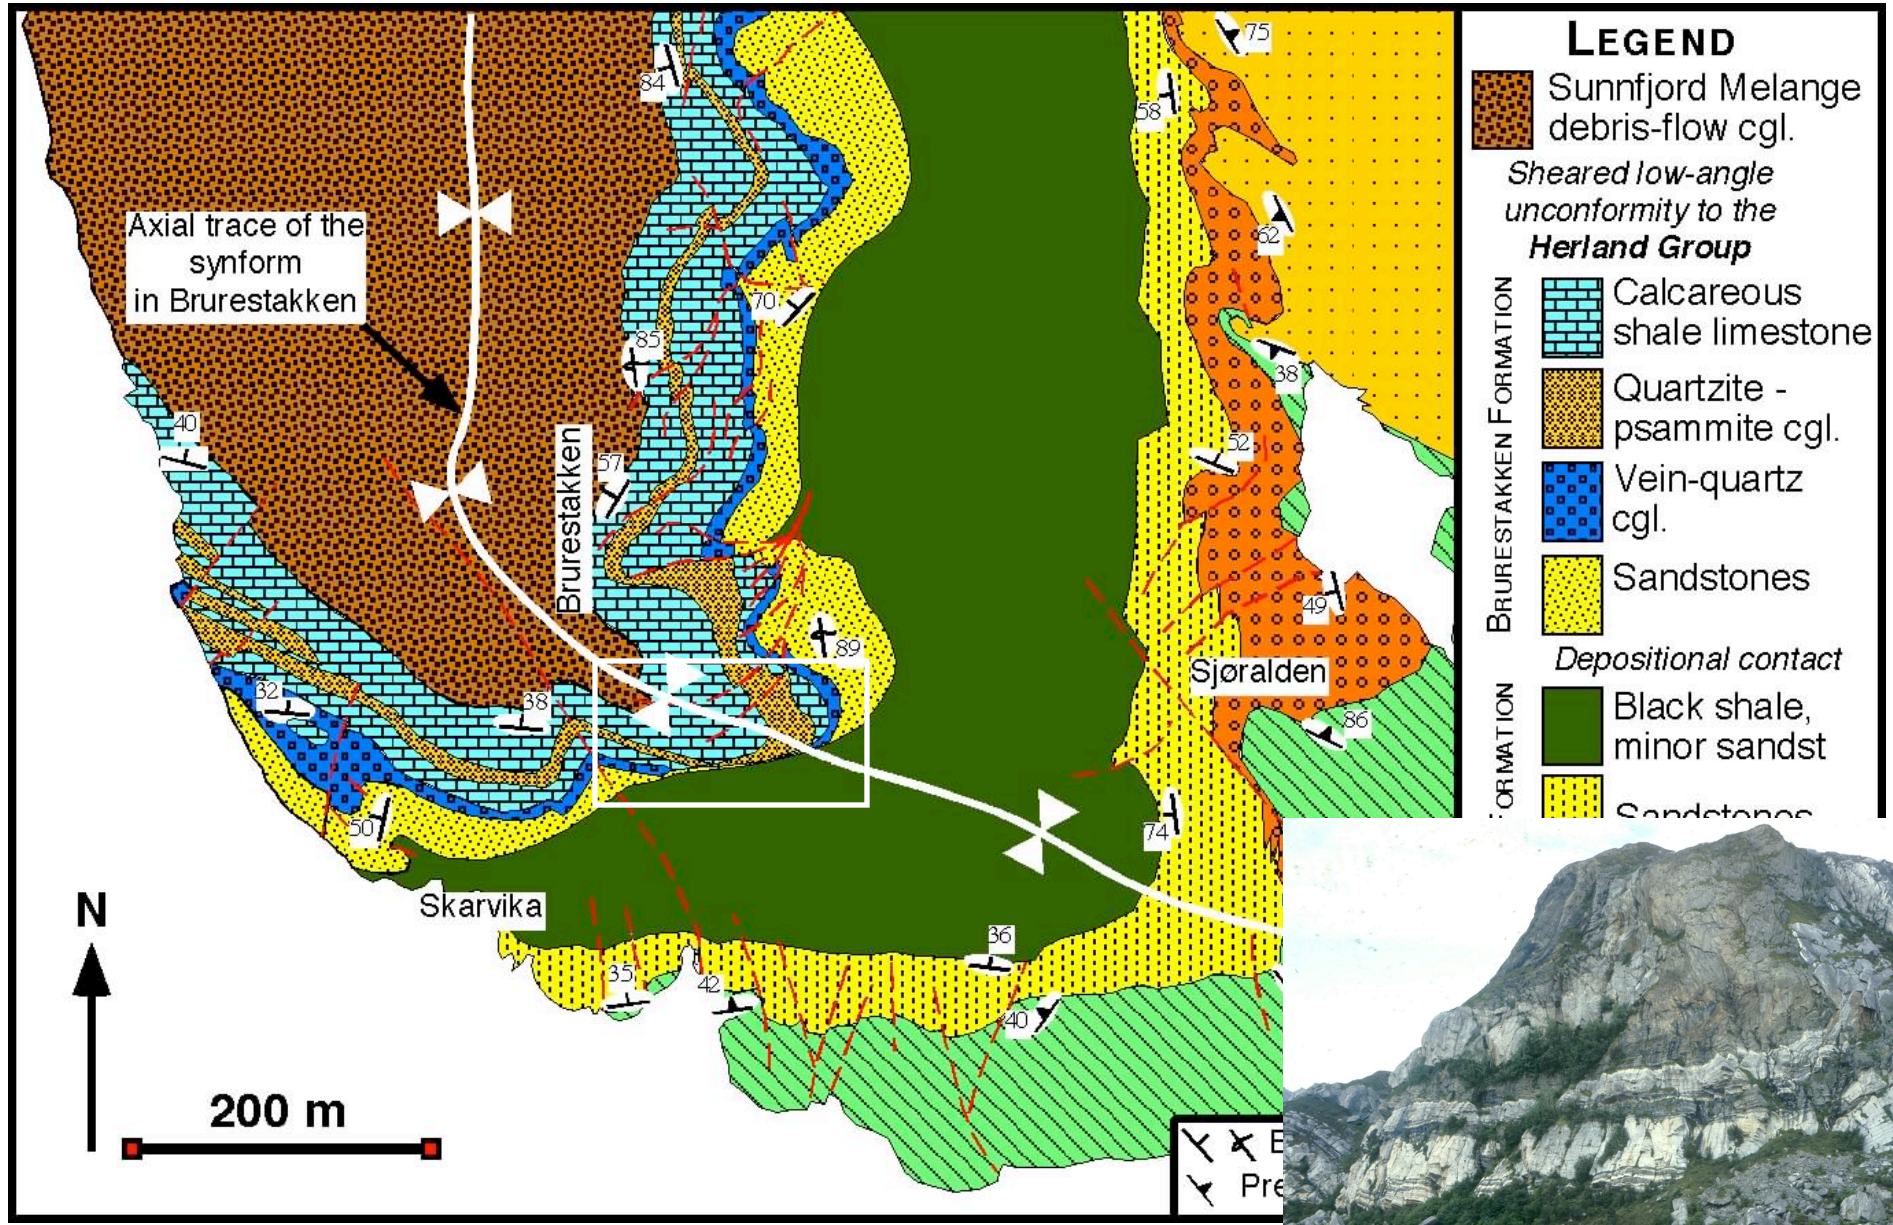 LEGEND
Sunnfjord Melange
debris-flow cgl.
Sheared low-angle
unconformity to the
Herland Group
BRURESTAKKEN FORMATION
Calcareous
shale limestone
Quartzite -
psammite cgl.
Vein-quartz
cgl.
Sandstones
Depositional contact
FORMATION
Black shale,
minor sandst
Sandstones
Axial trace of the
synform
in Brurestakken
Brurestakken
Sjøralden
Skarvika
N
200 m
75
84
58
62
70
85
38
40
52
57
49
89
32
38
86
50
74
36
35
42
40